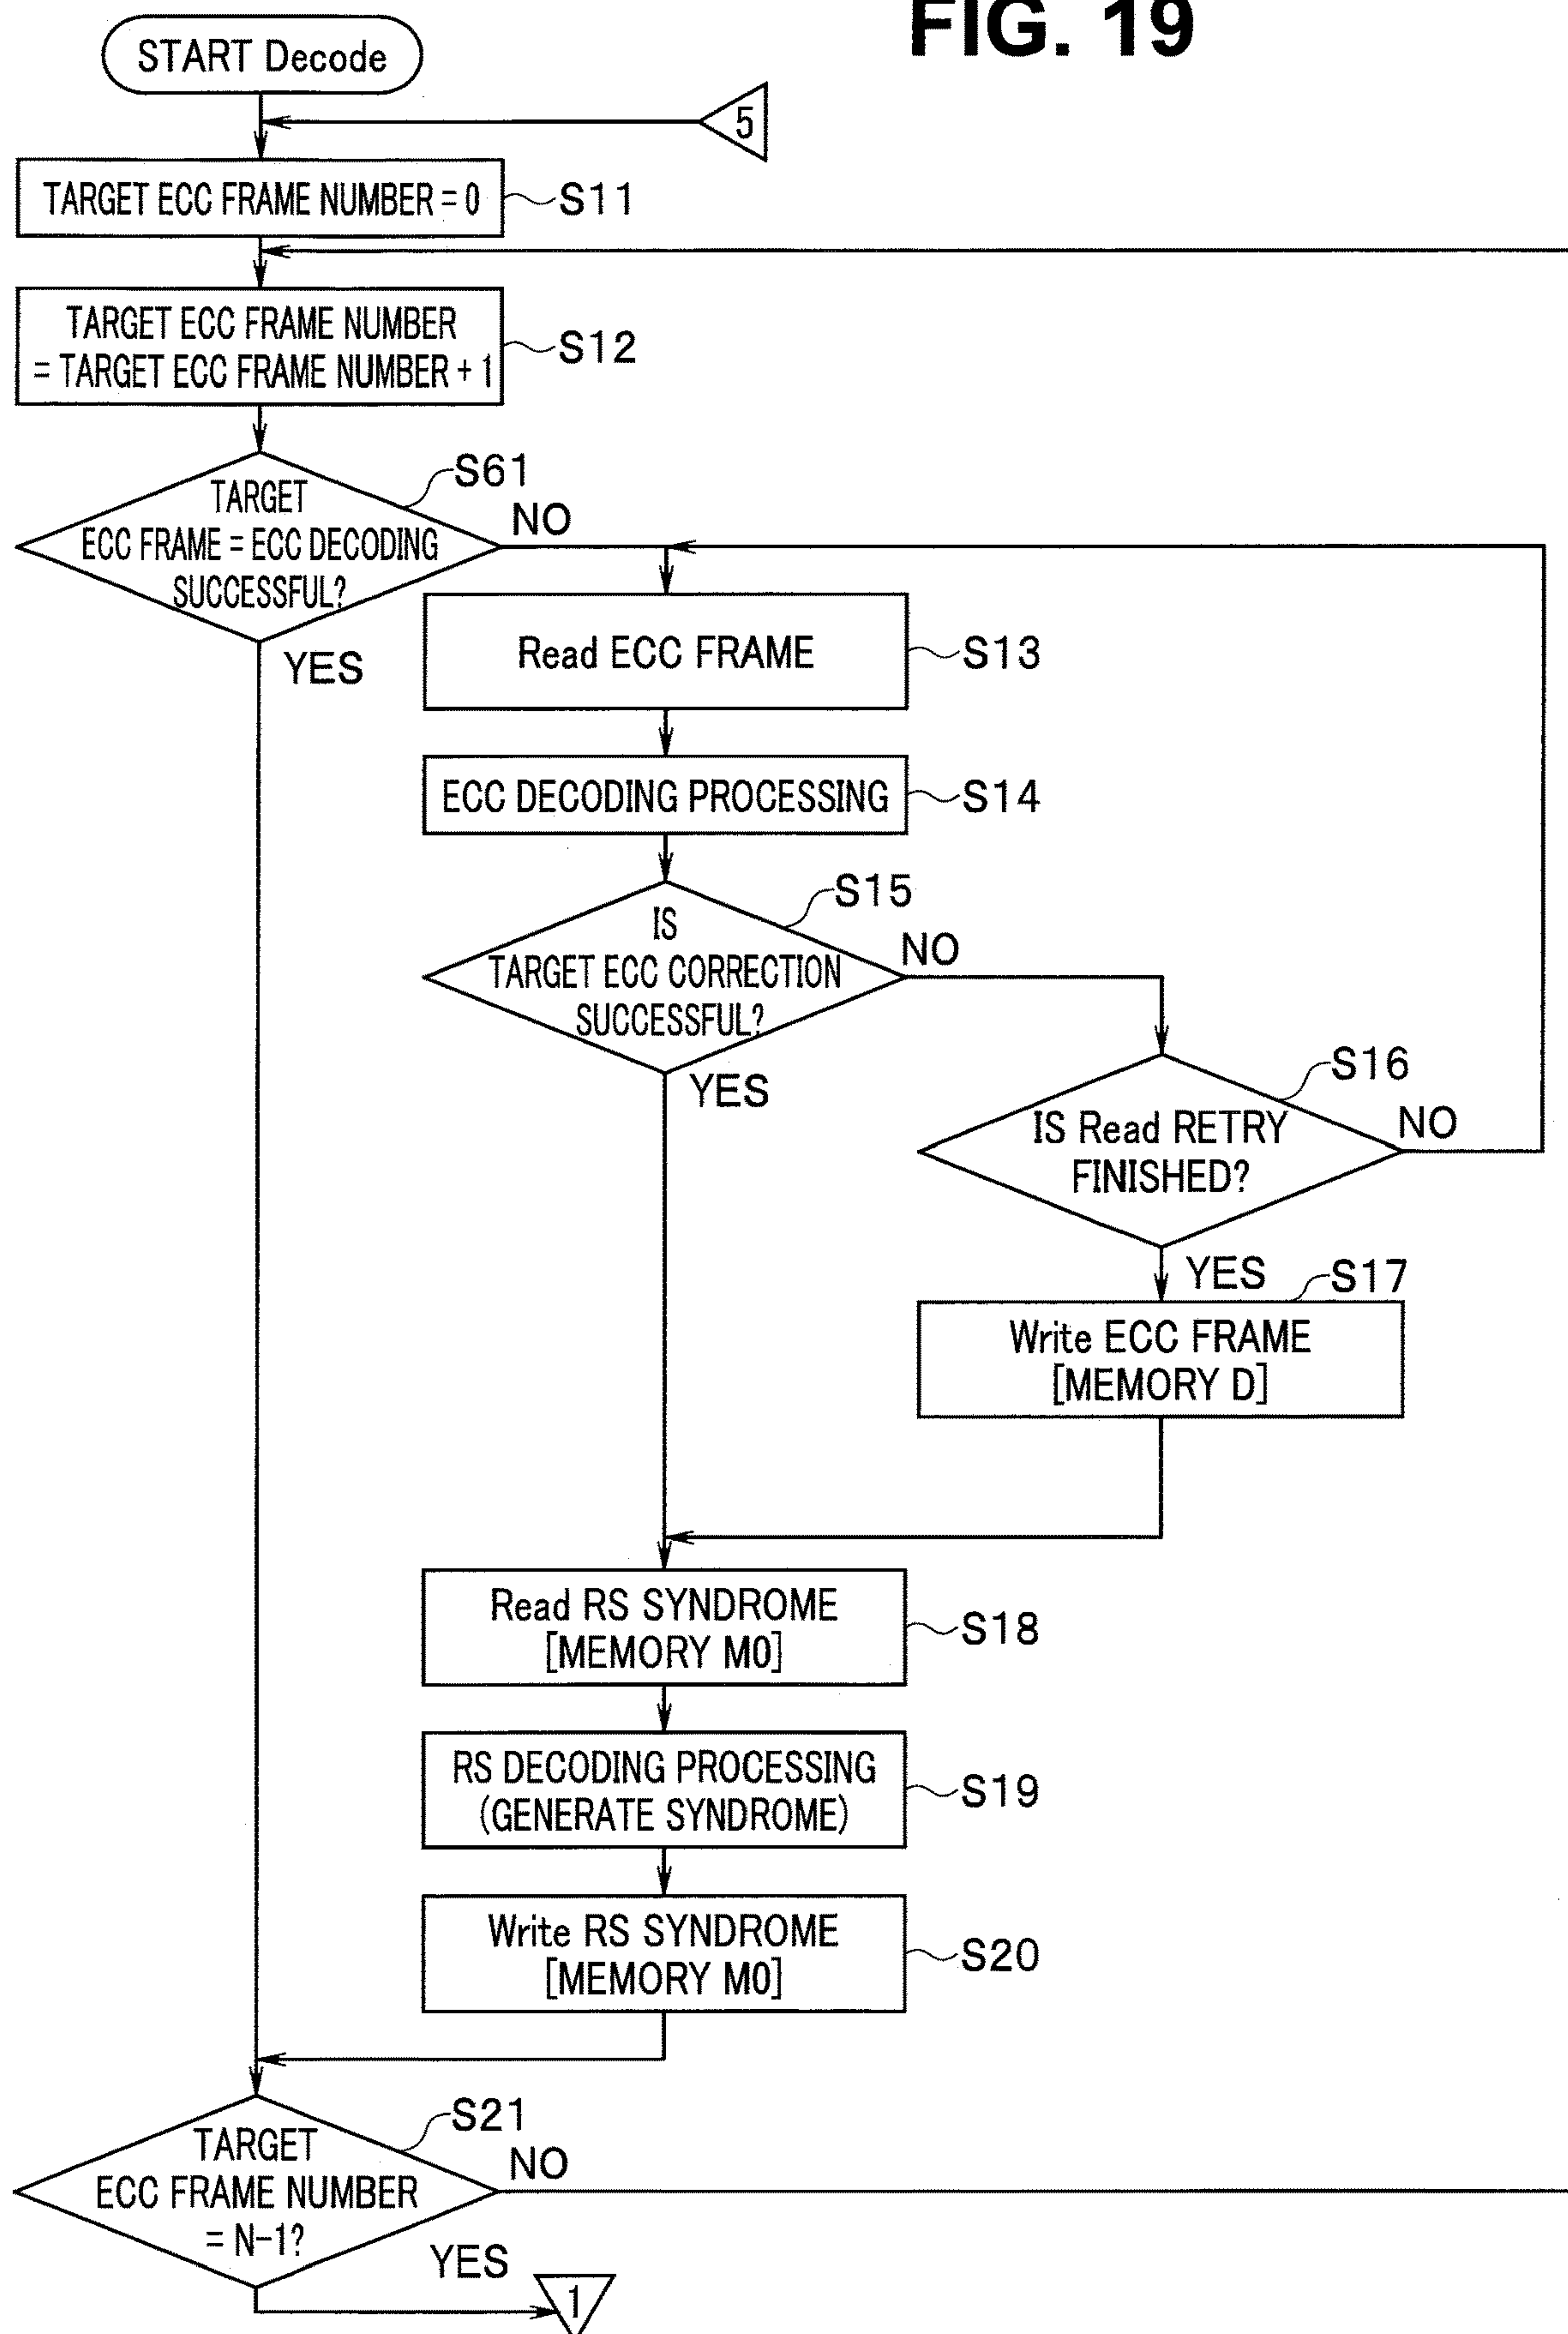 FIG. 19
START Decode
5
TARGET ECC FRAME NUMBER = 0
S11
TARGET ECC FRAME NUMBER
= TARGET ECC FRAME NUMBER + 1
S12
S61
TARGET
ECC FRAME = ECC DECODING
SUCCESSFUL?
NO
YES
Read ECC FRAME
S13
ECC DECODING PROCESSING
S14
S15
IS
TARGET ECC CORRECTION
SUCCESSFUL?
NO
YES
S16
IS Read RETRY
FINISHED?
NO
YES
S17
Write ECC FRAME
[MEMORY D]
Read RS SYNDROME
[MEMORY M0]
S18
RS DECODING PROCESSING
(GENERATE SYNDROME)
S19
Write RS SYNDROME
[MEMORY M0]
S20
S21
TARGET
ECC FRAME NUMBER
= N-1?
NO
YES
1